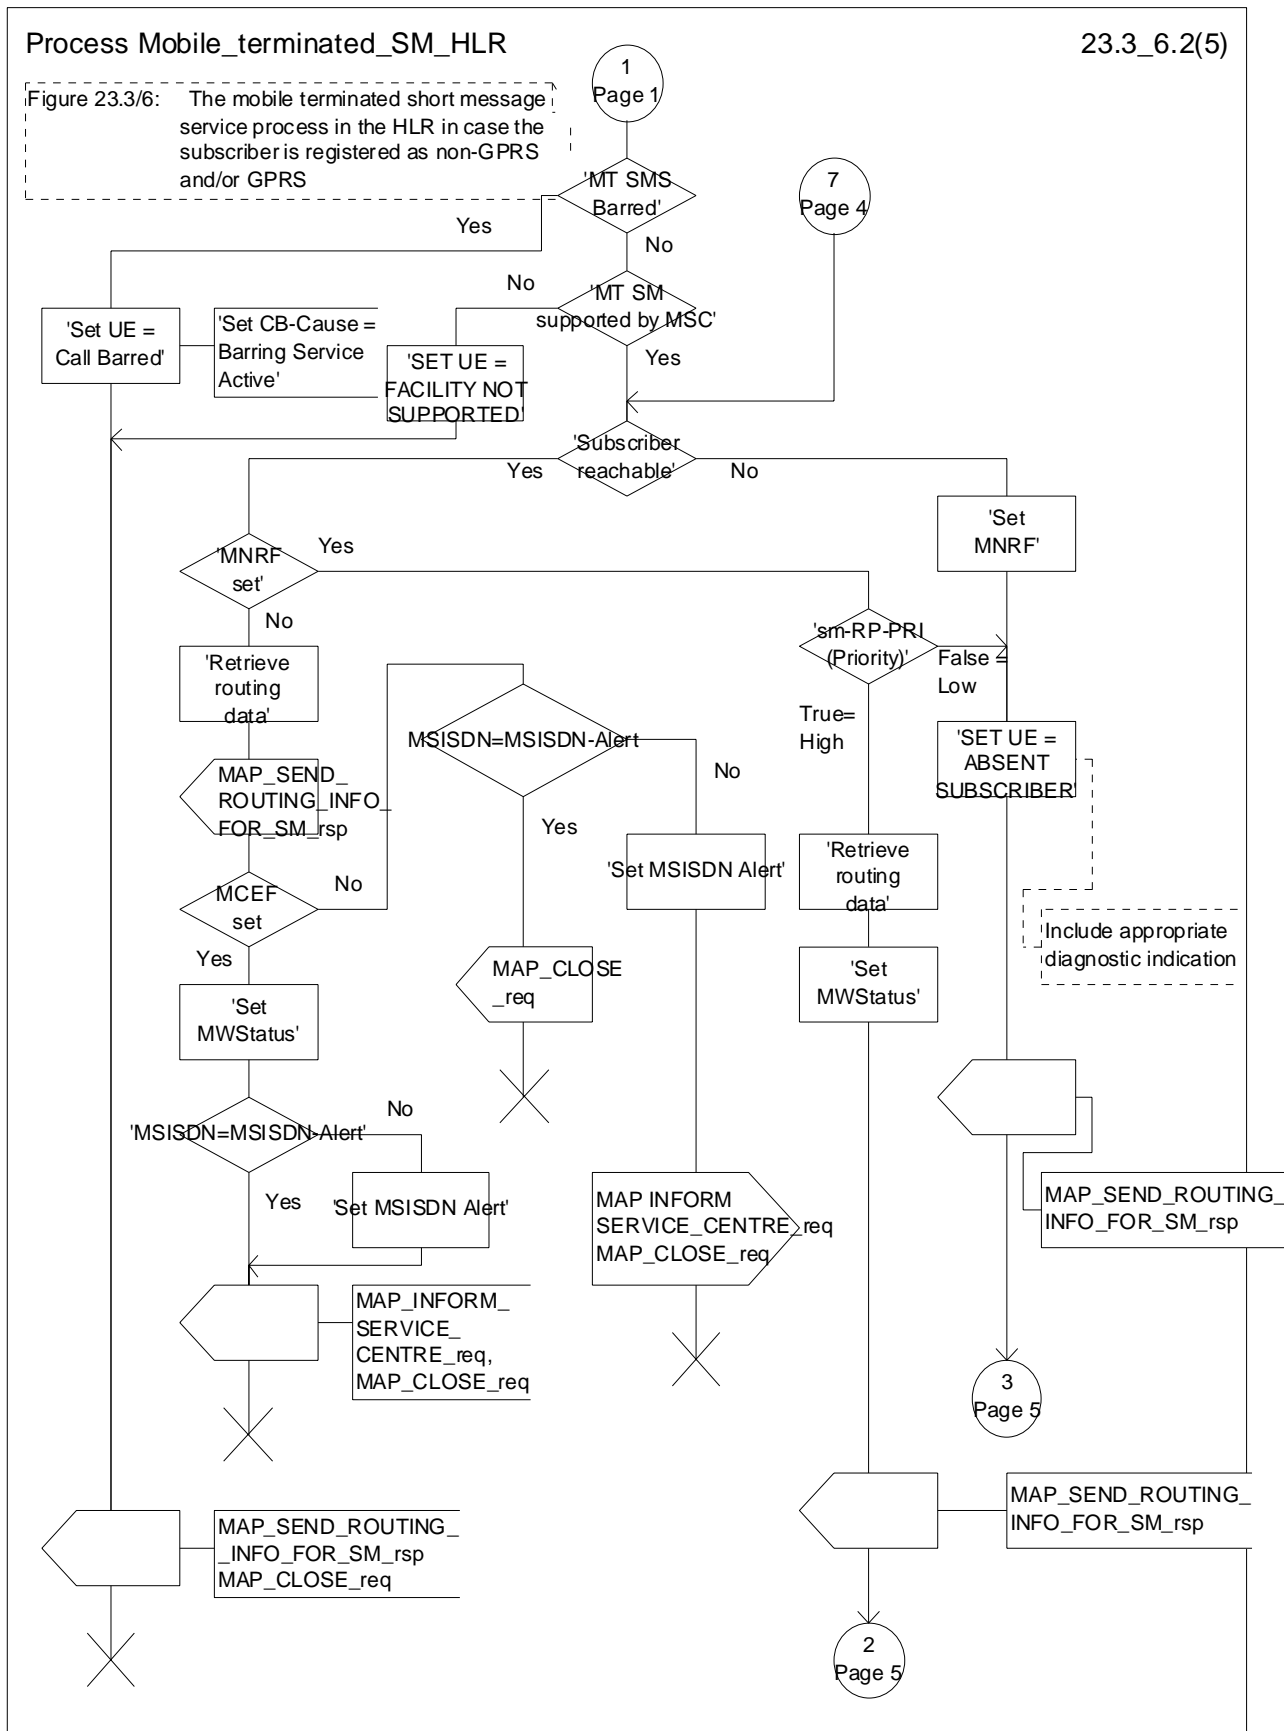 Process Mobile_terminated_SM_HLR
23.3_6.2(5)
1
Page 1
Figure 23.3/6: The mobile terminated short message
service process in the HLR in case the
subscriber is registered as non-GPRS
and/or GPRS
'MT SMS
Barred'
7
Page 4
Yes
No
No
'MT SM
supported by MSC'
'Set UE =
Call Barred'
'Set CB-Cause =
Barring Service
Active'
'SET UE =
FACILITY NOT
SUPPORTED'
Yes
'Subscriber
reachable'
Yes
No
'Set
MNRF'
'MNRF
set'
Yes
No
'sm-RP-PRI
(Priority)'
False =
Low
True=
High
'Retrieve
routing
data'
MSISDN=MSISDN-Alert
No
Yes
'SET UE =
ABSENT
SUBSCRIBER'
MAP_SEND_
ROUTING_INFO_
FOR_SM_rsp
'Set MSISDN Alert'
'Retrieve
routing
data'
MCEF
set
No
Yes
Include appropriate
diagnostic indication
MAP_CLOSE
_req
'Set
MWStatus'
'Set
MWStatus'
'MSISDN=MSISDN-Alert'
No
Yes
'Set MSISDN Alert'
MAP INFORM
SERVICE_CENTRE_req
MAP_CLOSE_req
MAP_SEND_ROUTING_
INFO_FOR_SM_rsp
MAP_INFORM_
SERVICE_
CENTRE_req,
MAP_CLOSE_req
3
Page 5
MAP_SEND_ROUTING_
INFO_FOR_SM_rsp
MAP_SEND_ROUTING_
_INFO_FOR_SM_rsp
MAP_CLOSE_req
2
Page 5